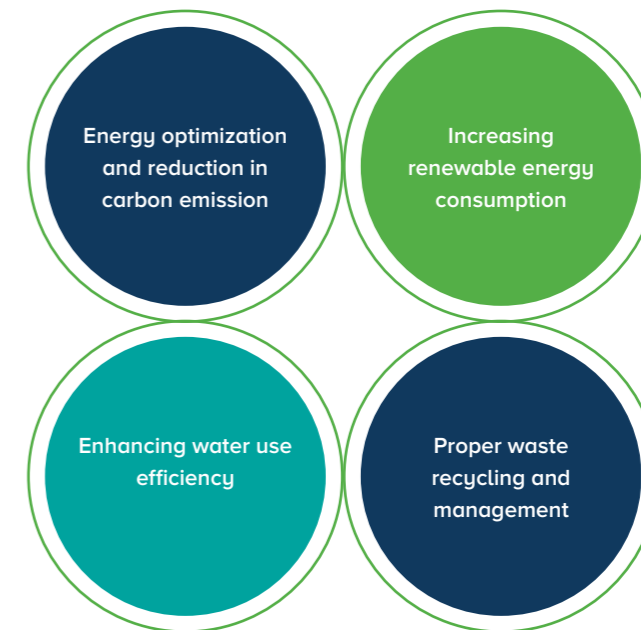 Energy optimization
and reduction in
carbon emission
Increasing
renewable energy
consumption
Enhancing water use
efficiency
Proper waste
recycling and
management